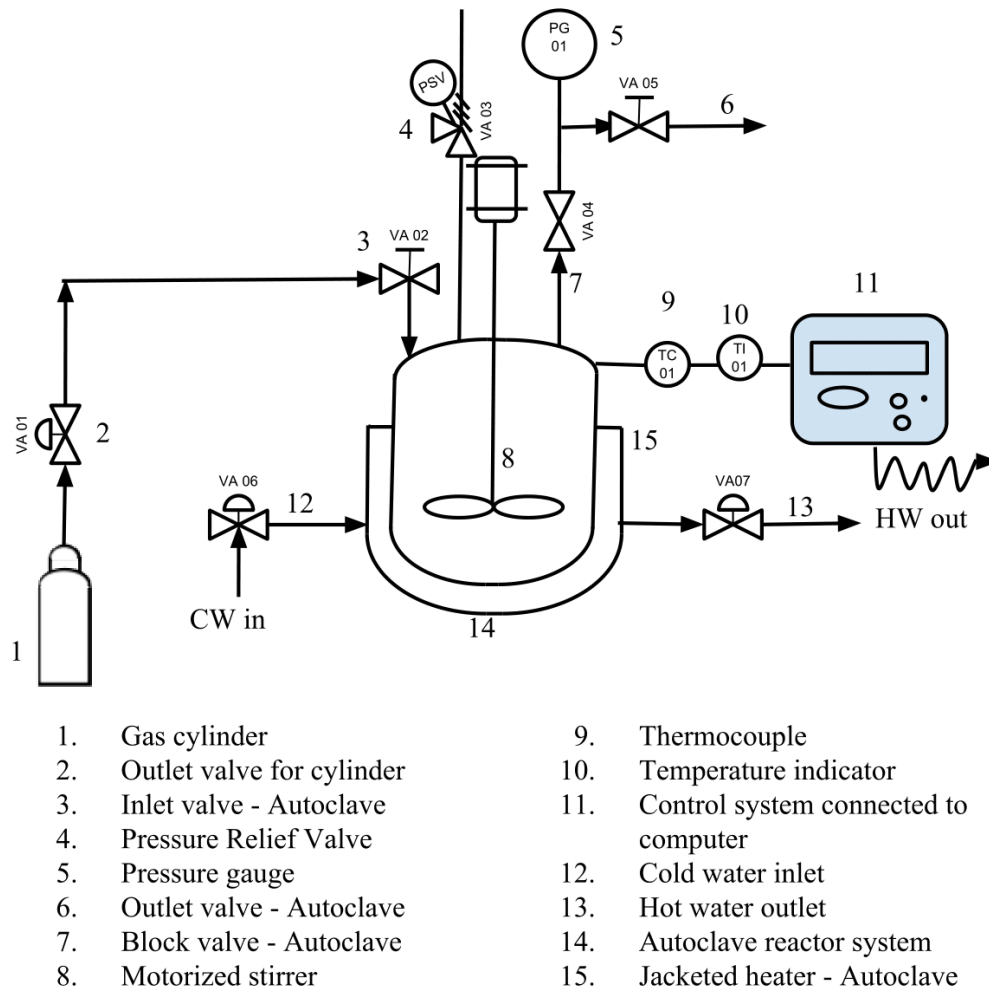 PG
01
5
VA 05
6
PSV
4
VA 03
VA 04
3
VA 02
7
9
10
11
TC
01
TI
01
VA 01
2
15
8
VA 06
12
VA07
13
HW out
CW in
14
1
1. Gas cylinder
2. Outlet valve for cylinder
3. Inlet valve - Autoclave
4. Pressure Relief Valve
5. Pressure gauge
6. Outlet valve - Autoclave
7. Block valve - Autoclave
8. Motorized stirrer
9. Thermocouple
10. Temperature indicator
11. Control system connected to
computer
12. Cold water inlet
13. Hot water outlet
14. Autoclave reactor system
15. Jacketed heater - Autoclave